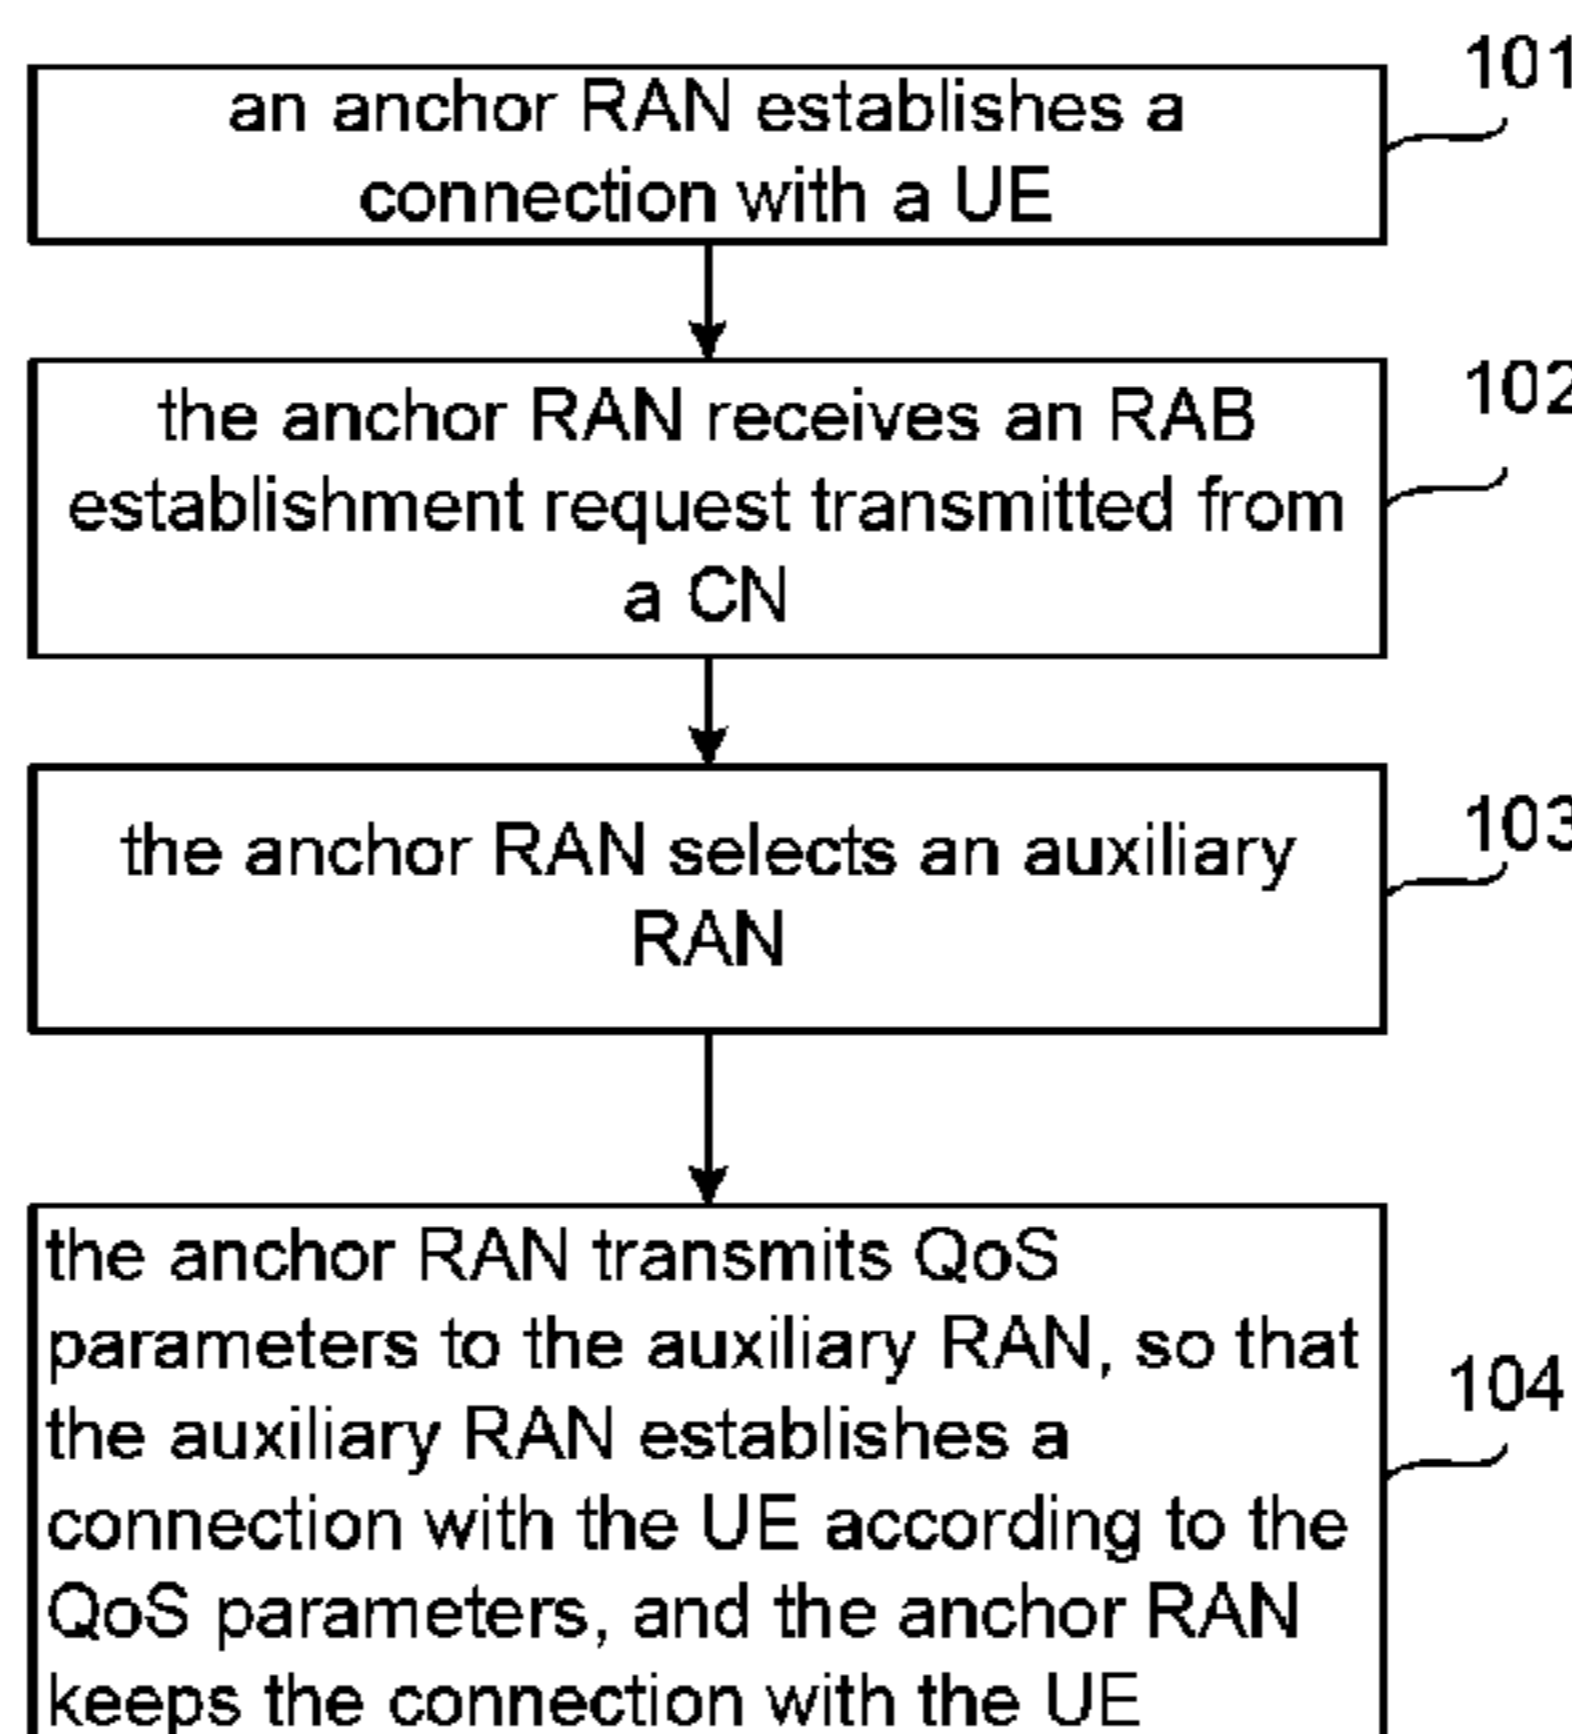 101
an anchor RAN establishes a
connection with a UE
102
the anchor RAN receives an RAB
establishment request transmitted from
a CN
103
the anchor RAN selects an auxiliary
RAN
the anchor RAN transmits QoS
parameters to the auxiliary RAN, so that
the auxiliary RAN establishes a
104
connection with the UE according to the
QoS parameters, and the anchor RAN
keeps the connection with the UE